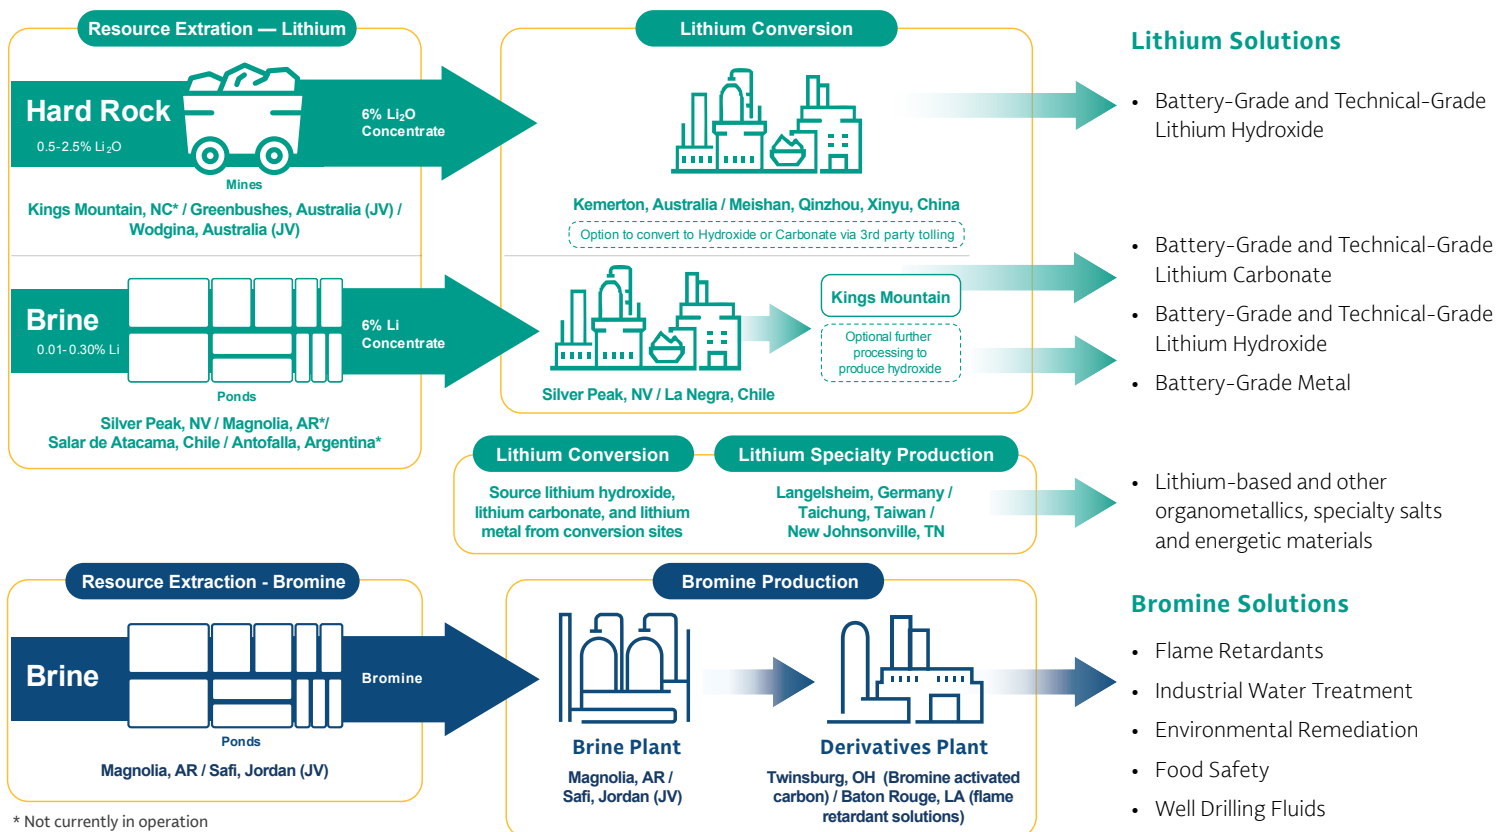 Resource Extration — Lithium
Hard Rock
0.5-2.5% Li₂O
6% Li₂O
Concentrate
Mines
Kings Mountain, NC* / Greenbushes, Australia (JV) /
Wodgina, Australia (JV)
Brine
0.01-0.30% Li
6% Li
Concentrate
Ponds
Silver Peak, NV / Magnolia, AR*/
Salar de Atacama, Chile / Antofalla, Argentina*
Lithium Conversion
Kemerton, Australia / Meishan, Qinzhou, Xinyu, China
Option to convert to Hydroxide or Carbonate via 3rd party tolling
Silver Peak, NV / La Negra, Chile
Kings Mountain
Optional further
processing to
produce hydroxide
Lithium Solutions
• Battery-Grade and Technical-Grade
Lithium Hydroxide
• Battery-Grade and Technical-Grade
Lithium Carbonate
• Battery-Grade and Technical-Grade
Lithium Hydroxide
• Battery-Grade Metal
Lithium Conversion
Source lithium hydroxide,
lithium carbonate, and lithium
metal from conversion sites
Lithium Specialty Production
Langelsheim, Germany /
Taichung, Taiwan /
New Johnsonville, TN
• Lithium-based and other
organometallics, specialty salts
and energetic materials
Resource Extraction - Bromine
Brine
Bromine
Ponds
Magnolia, AR / Safi, Jordan (JV)
* Not currently in operation
Bromine Production
Brine Plant
Magnolia, AR /
Safi, Jordan (JV)
Derivatives Plant
Twinsburg, OH (Bromine activated
carbon) / Baton Rouge, LA (flame
retardant solutions)
Bromine Solutions
• Flame Retardants
• Industrial Water Treatment
• Environmental Remediation
• Food Safety
• Well Drilling Fluids